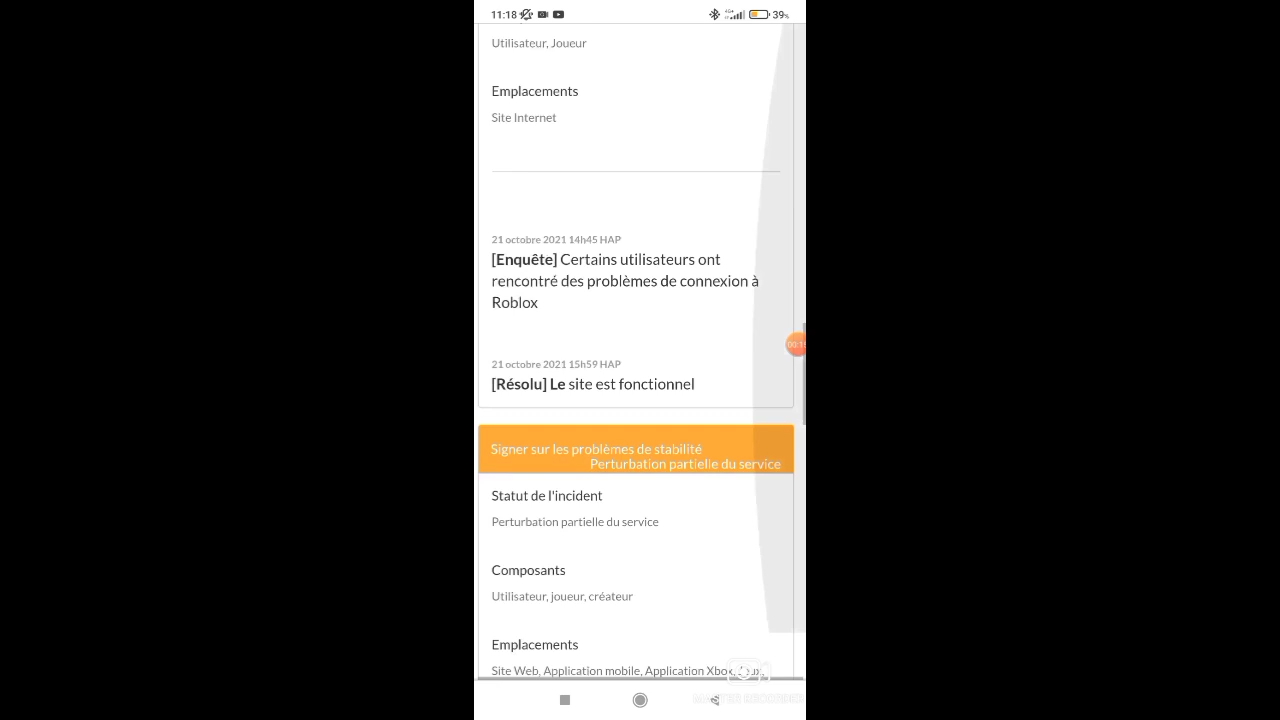 11:18
39%
Utilisateur, Joueur
Emplacements
Site Internet
21 octobre 2021 14h45 HAP
[Enquête] Certains utilisateurs ont
rencontré des problèmes de connexion à
Roblox
21 octobre 2021 15h59 HAP
[Résolu] Le site est fonctionnel
Signer sur les problèmes de stabilité
Perturbation partielle du service
Statut de l'incident
Perturbation partielle du service
Composants
Utilisateur, joueur, créateur
Emplacements
Site Web, Application mobile, Application Xbox